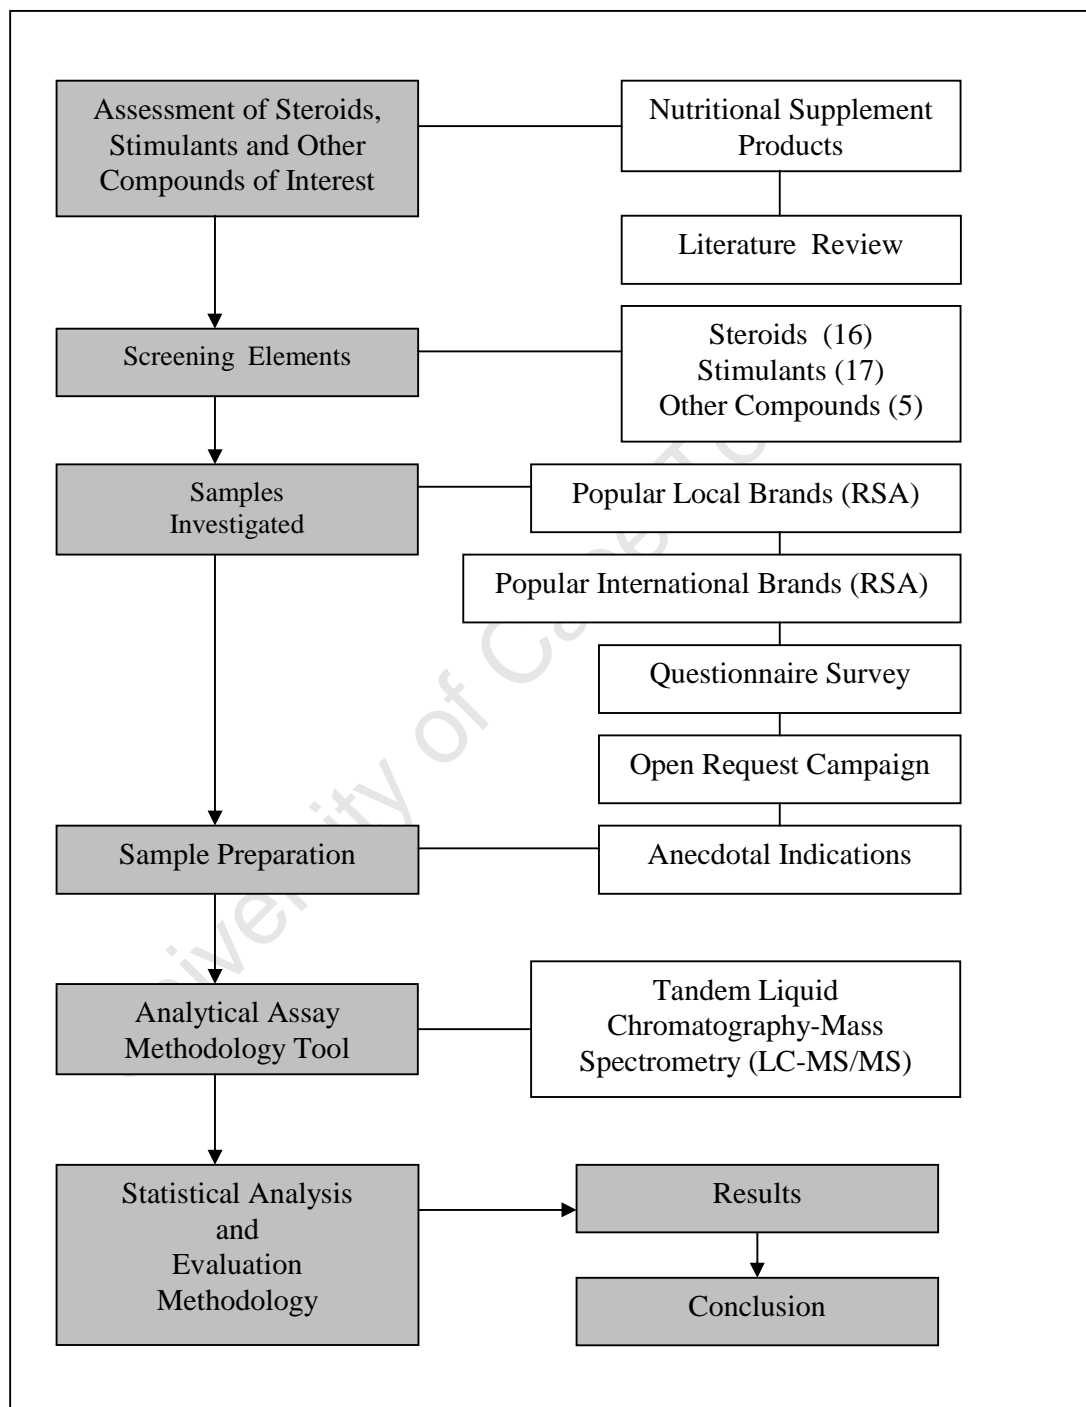 Assessment of Steroids,
Stimulants and Other
Compounds of Interest
Nutritional Supplement
Products
Literature Review
Screening Elements
Steroids (16)
Stimulants (17)
Other Compounds (5)
Samples
Investigated
Popular Local Brands (RSA)
Popular International Brands (RSA)
Questionnaire Survey
Open Request Campaign
Sample Preparation
Anecdotal Indications
Analytical Assay
Methodology Tool
Tandem Liquid
Chromatography-Mass
Spectrometry (LC-MS/MS)
Statistical Analysis
and
Evaluation
Methodology
Results
Conclusion
of